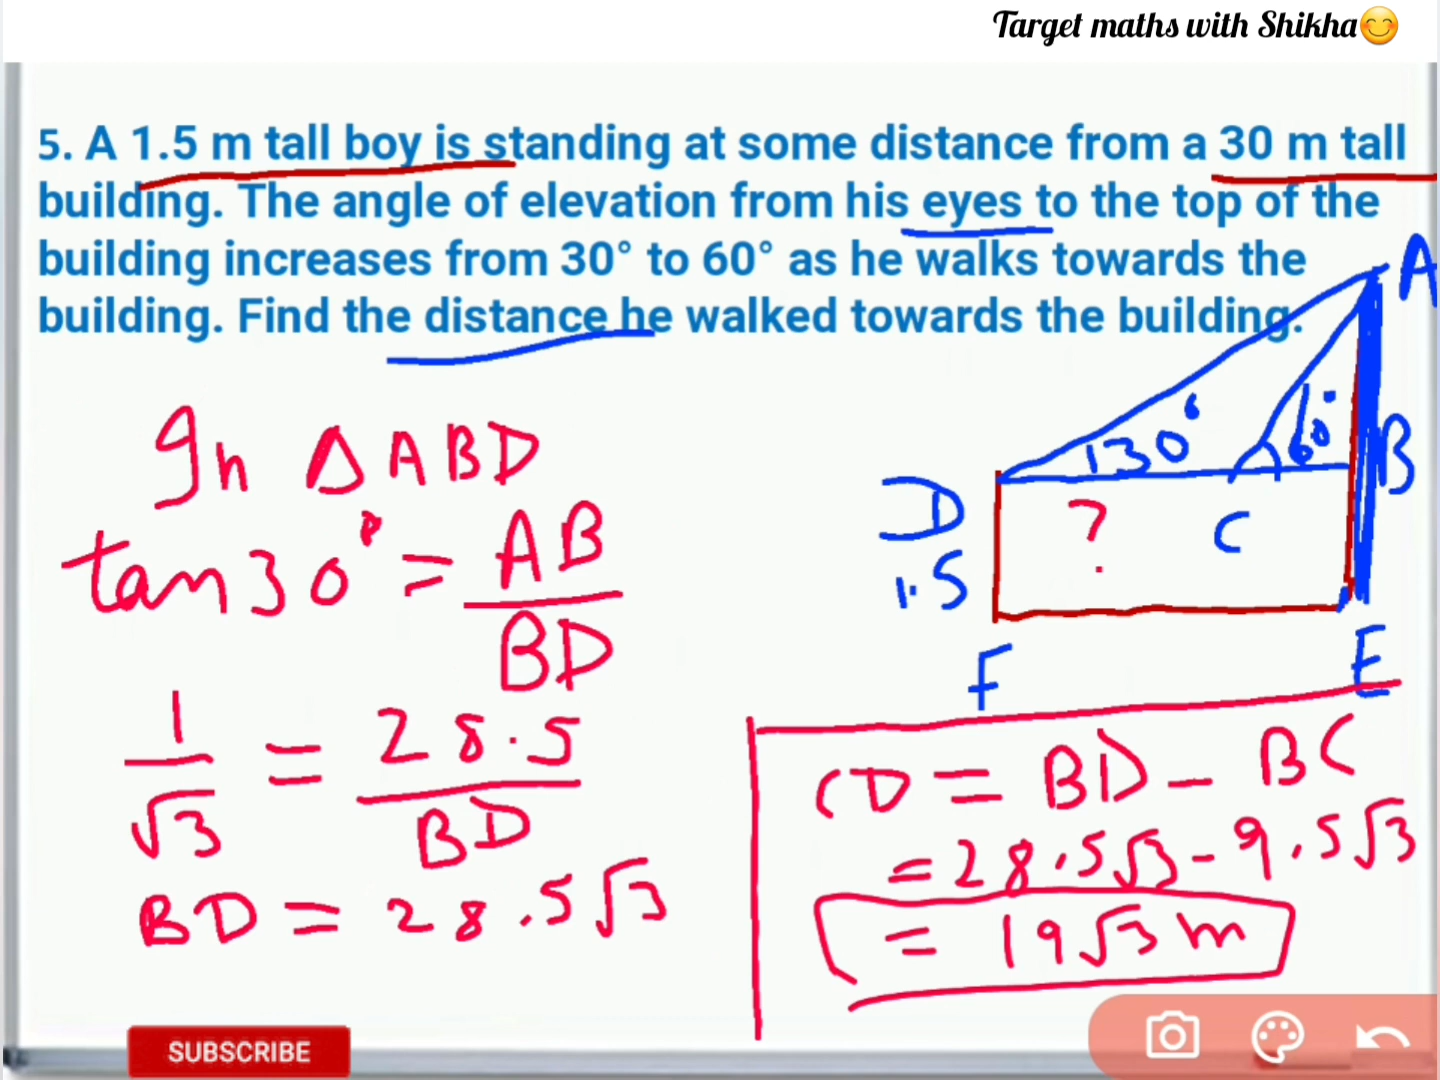 Target maths with Shikha😊
5. A 1.5 m tall boy is standing at some distance from a 30 m tall
building. The angle of elevation from his eyes to the top of the
building increases from 30° to 60° as he walks towards the
building. Find the distance he walked towards the building.
A
30°
60°
B
D
?
C
1.5
F
E
In △ ABD
tan 30° = AB/BD
1/√3 = 28.5/BD
BD = 28.5√3
CD = BD - BC
= 28.5√3 - 9.5√3
= 19√3 m
SUBSCRIBE